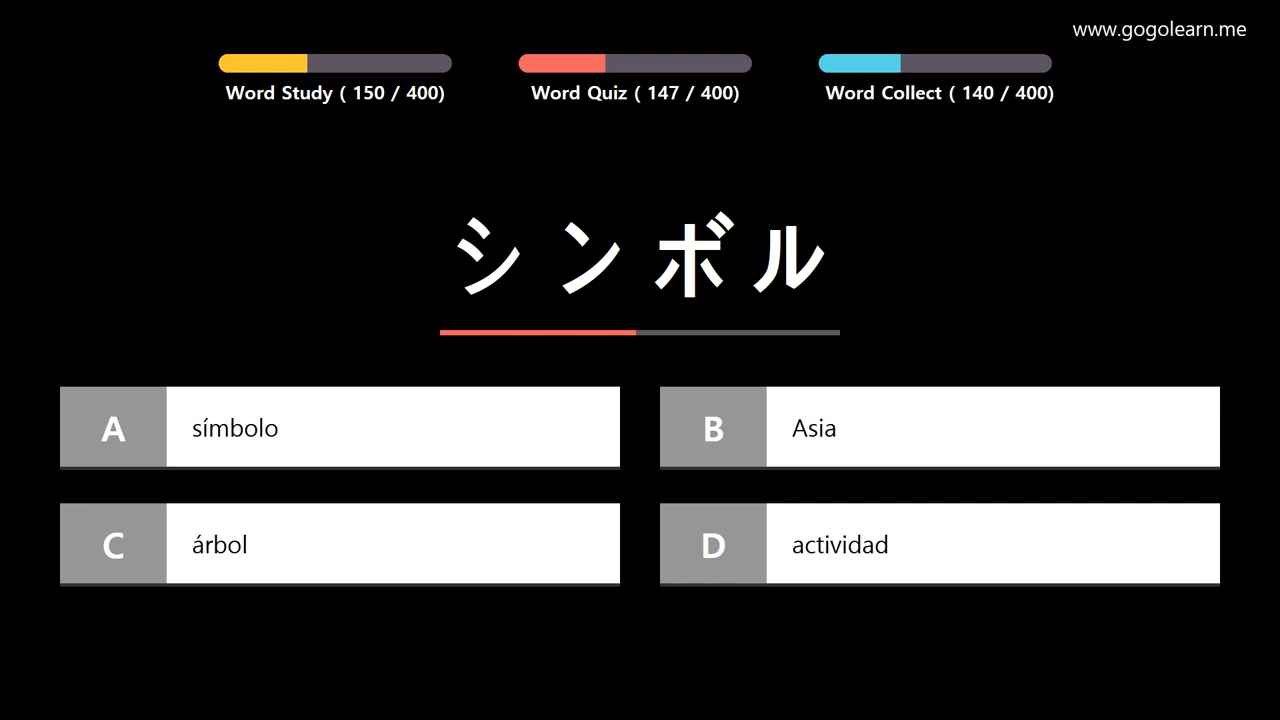 www.gogolearn.me
Word Study ( 150 / 400)
Word Quiz ( 147 / 400)
Word Collect ( 140 / 400)
シンボル
A símbolo
B Asia
C árbol
D actividad